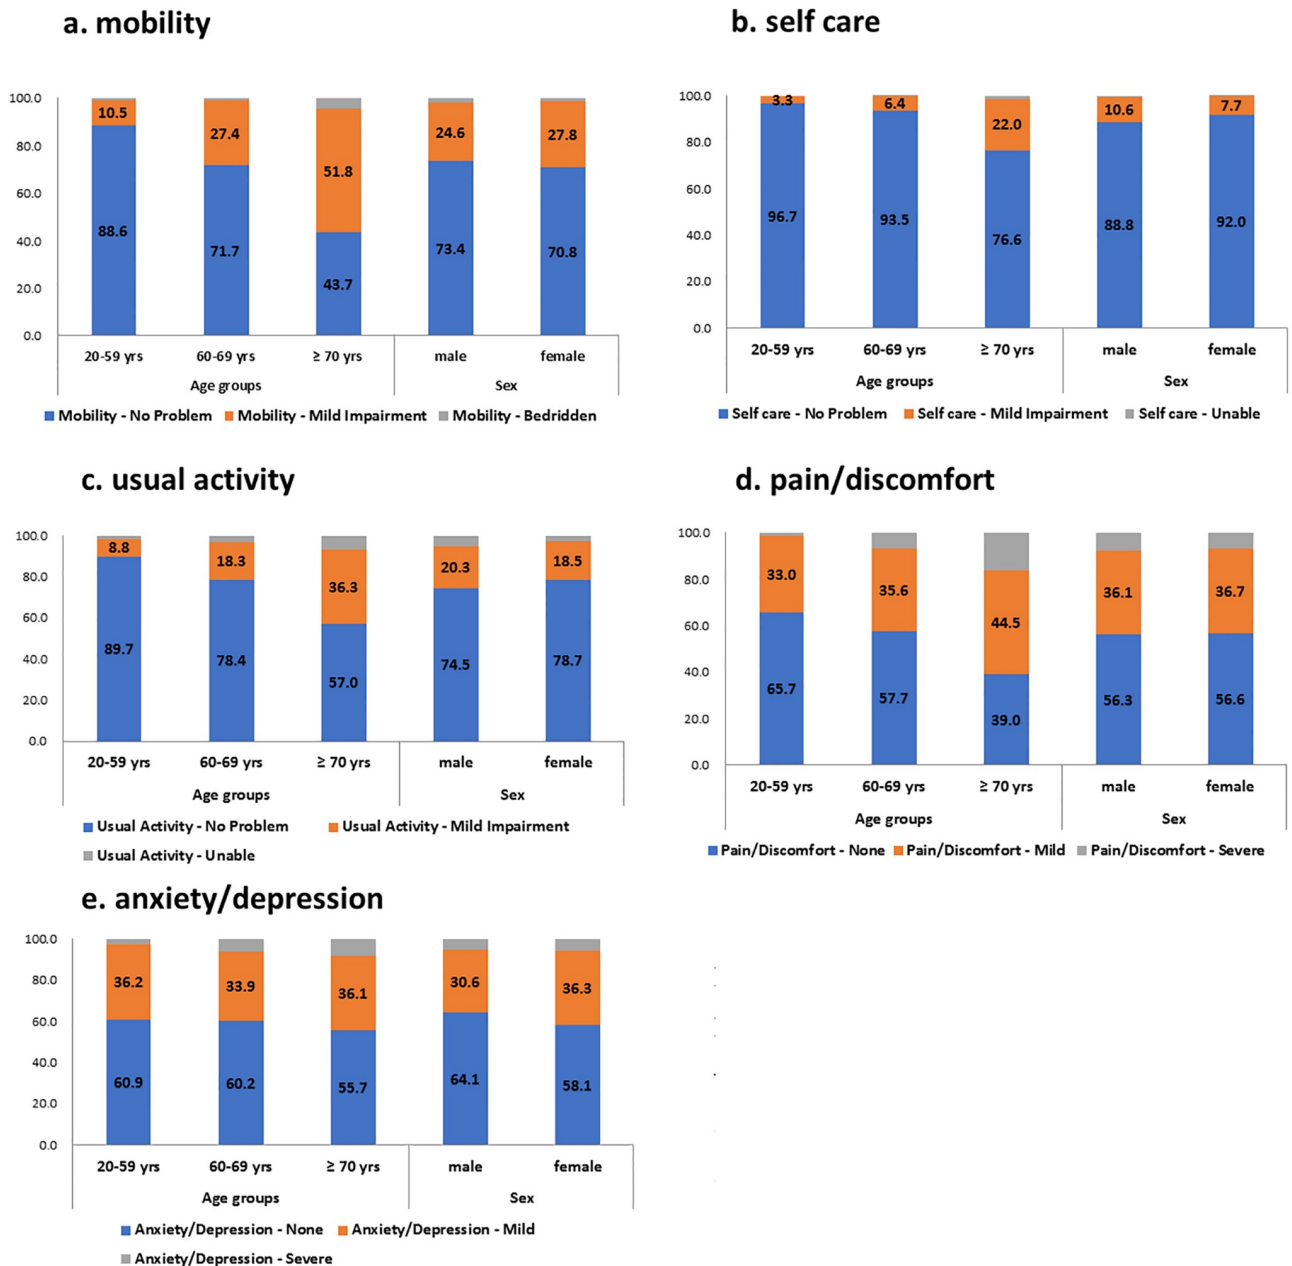 a. mobility
100.0
80.0
60.0
40.0
20.0
0.0
10.5
27.4
51.8
24.6
27.8
88.6
71.7
43.7
73.4
70.8
20-59 yrs
60-69 yrs
≥ 70 yrs
male
female
Age groups
Sex
Mobility - No Problem
Mobility - Mild Impairment
Mobility - Bedridden
b. self care
100.0
80.0
60.0
40.0
20.0
0.0
3.3
6.4
22.0
10.6
7.7
96.7
93.5
76.6
88.8
92.0
20-59 yrs
60-69 yrs
≥ 70 yrs
male
female
Age groups
Sex
Self care - No Problem
Self care - Mild Impairment
Self care - Unable
c. usual activity
100.0
80.0
60.0
40.0
20.0
0.0
8.8
18.3
36.3
20.3
18.5
89.7
78.4
57.0
74.5
78.7
20-59 yrs
60-69 yrs
≥ 70 yrs
male
female
Age groups
Sex
Usual Activity - No Problem
Usual Activity - Mild Impairment
Usual Activity - Unable
d. pain/discomfort
100.0
80.0
60.0
40.0
20.0
0.0
33.0
35.6
44.5
36.1
36.7
65.7
57.7
39.0
56.3
56.6
20-59 yrs
60-69 yrs
≥ 70 yrs
male
female
Age groups
Sex
Pain/Discomfort - None
Pain/Discomfort - Mild
Pain/Discomfort - Severe
e. anxiety/depression
100.0
80.0
60.0
40.0
20.0
0.0
36.2
33.9
36.1
30.6
36.3
60.9
60.2
55.7
64.1
58.1
20-59 yrs
60-69 yrs
≥ 70 yrs
male
female
Age groups
Sex
Anxiety/Depression - None
Anxiety/Depression - Mild
Anxiety/Depression - Severe